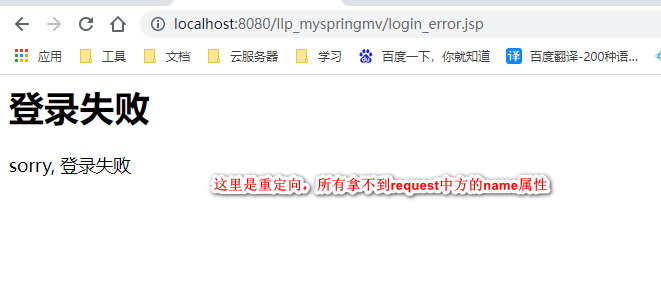 localhost:8080/llp_myspringmv/login_error.jsp
应用 工具 文档 云服务器 学习 百度一下，你就知道 译 百度翻译-200种语...
登录失败
sorry, 登录失败
这里是重定向，所有拿不到request中方的name属性